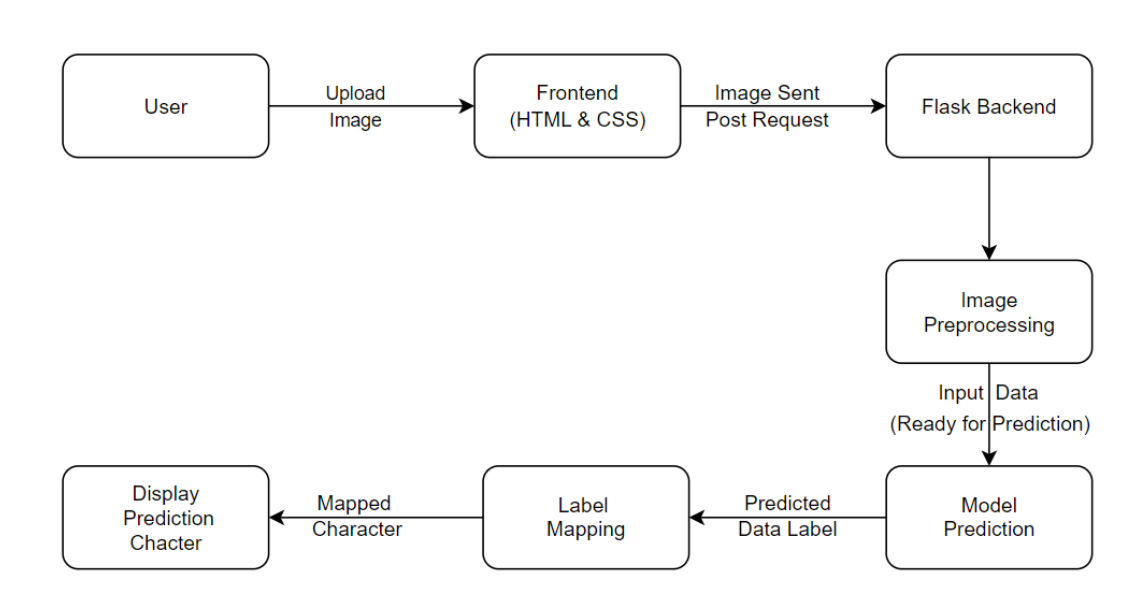 User
Upload
Image
Frontend
(HTML & CSS)
Image Sent
Post Request
Flask Backend
Image
Preprocessing
Input Data
(Ready for Prediction)
Model
Prediction
Predicted
Data Label
Label
Mapping
Mapped
Character
Display
Prediction
Chacter